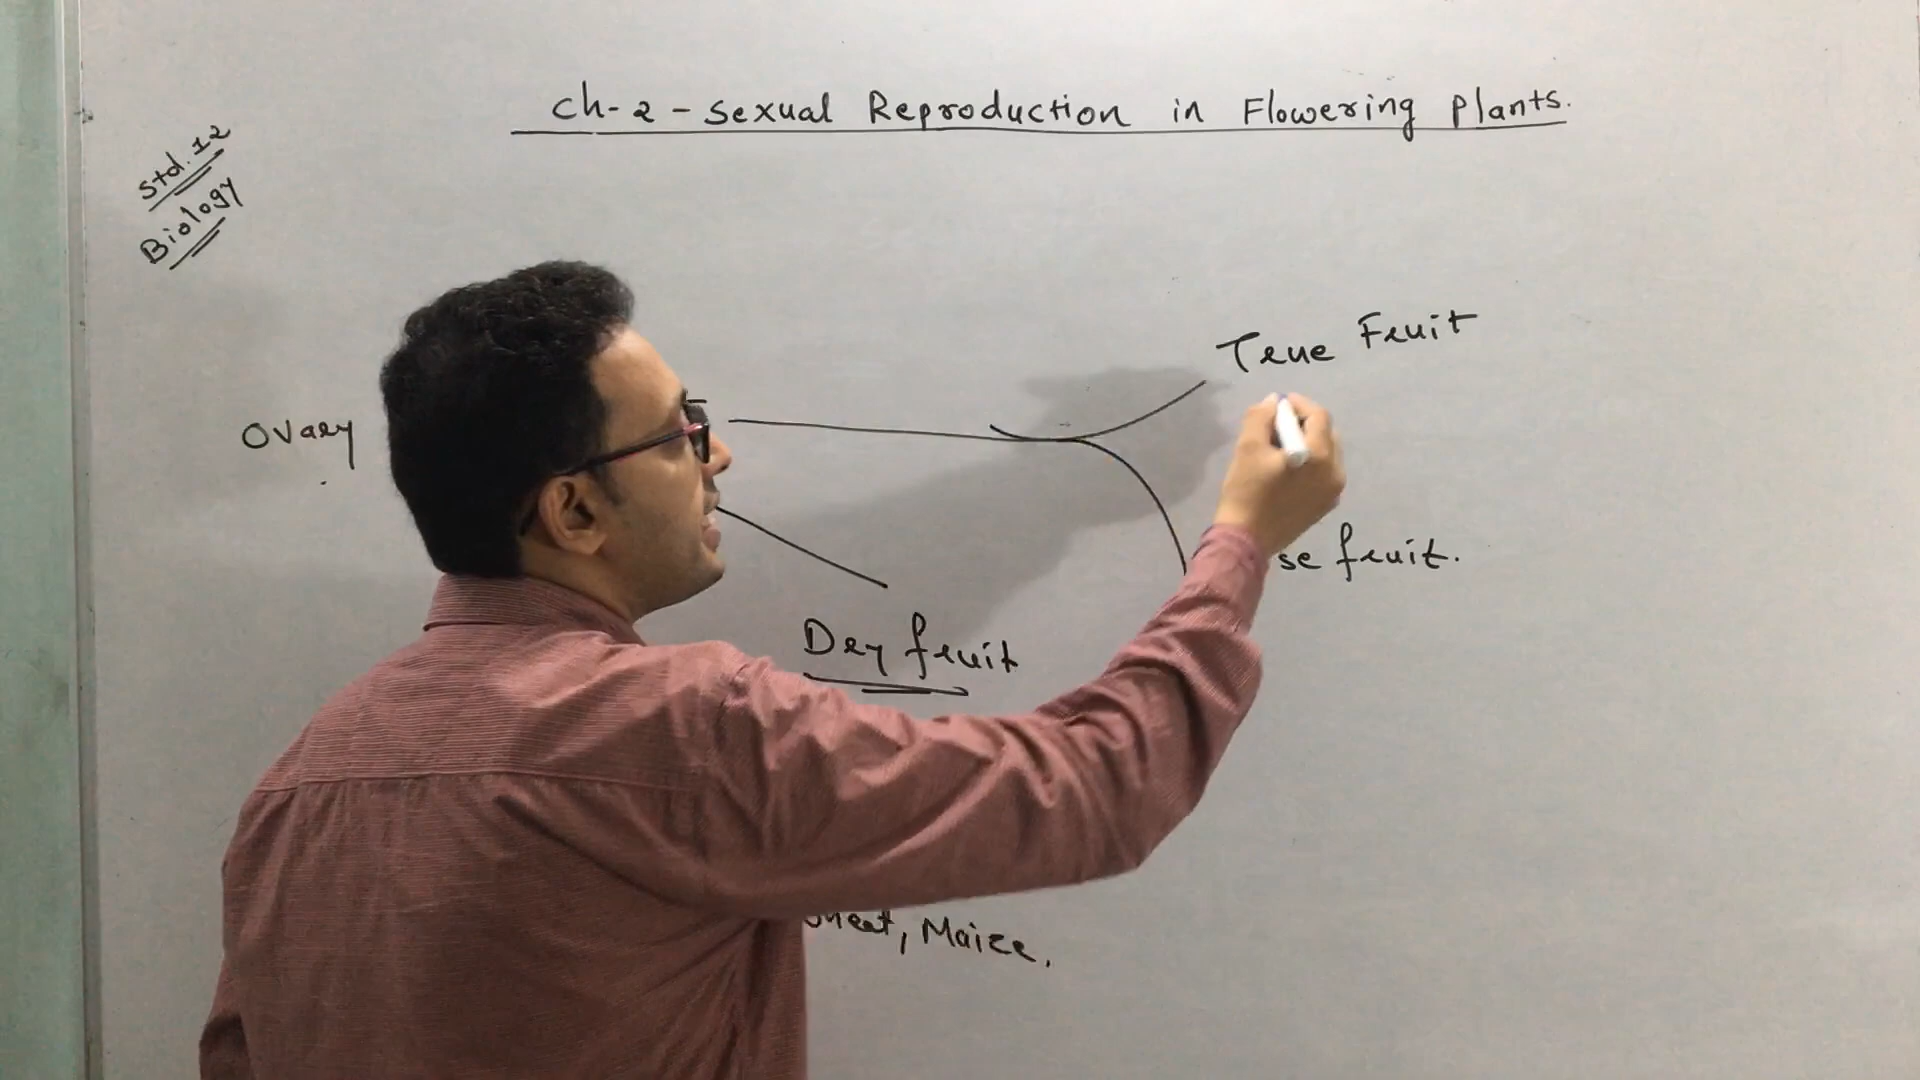 Ch-2 - Sexual Reproduction in Flowering Plants.
Std. 12
Biology
True Fruit
Ovary
se fruit.
Dry fruit
Maize.